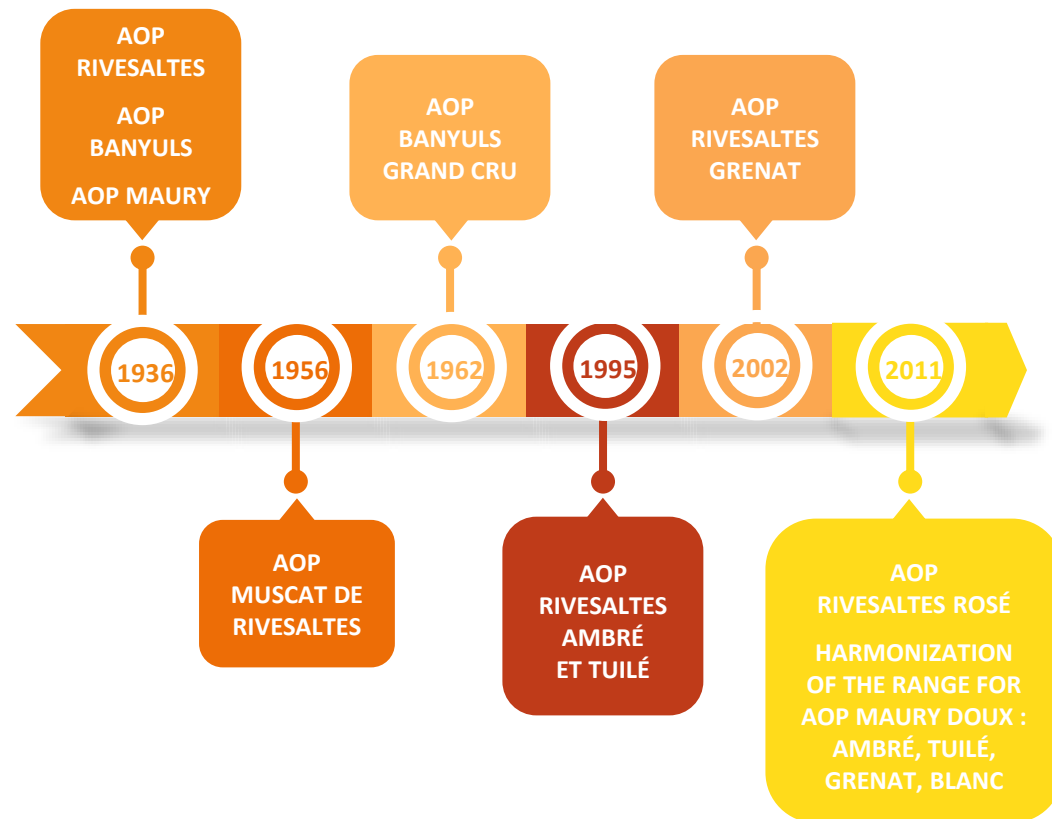 AOP
RIVESALTES
AOP
BANYULS
AOP MAURY
AOP
BANYULS
GRAND CRU
AOP
RIVESALTES
GRENAT
1936
1956
1962
1995
2002
2011
AOP
MUSCAT DE
RIVESALTES
AOP
RIVESALTES
AMBRÉ
ET TUILÉ
AOP
RIVESALTES ROSÉ
HARMONIZATION
OF THE RANGE FOR
AOP MAURY DOUX :
AMBRÉ, TUILÉ,
GRENAT, BLANC